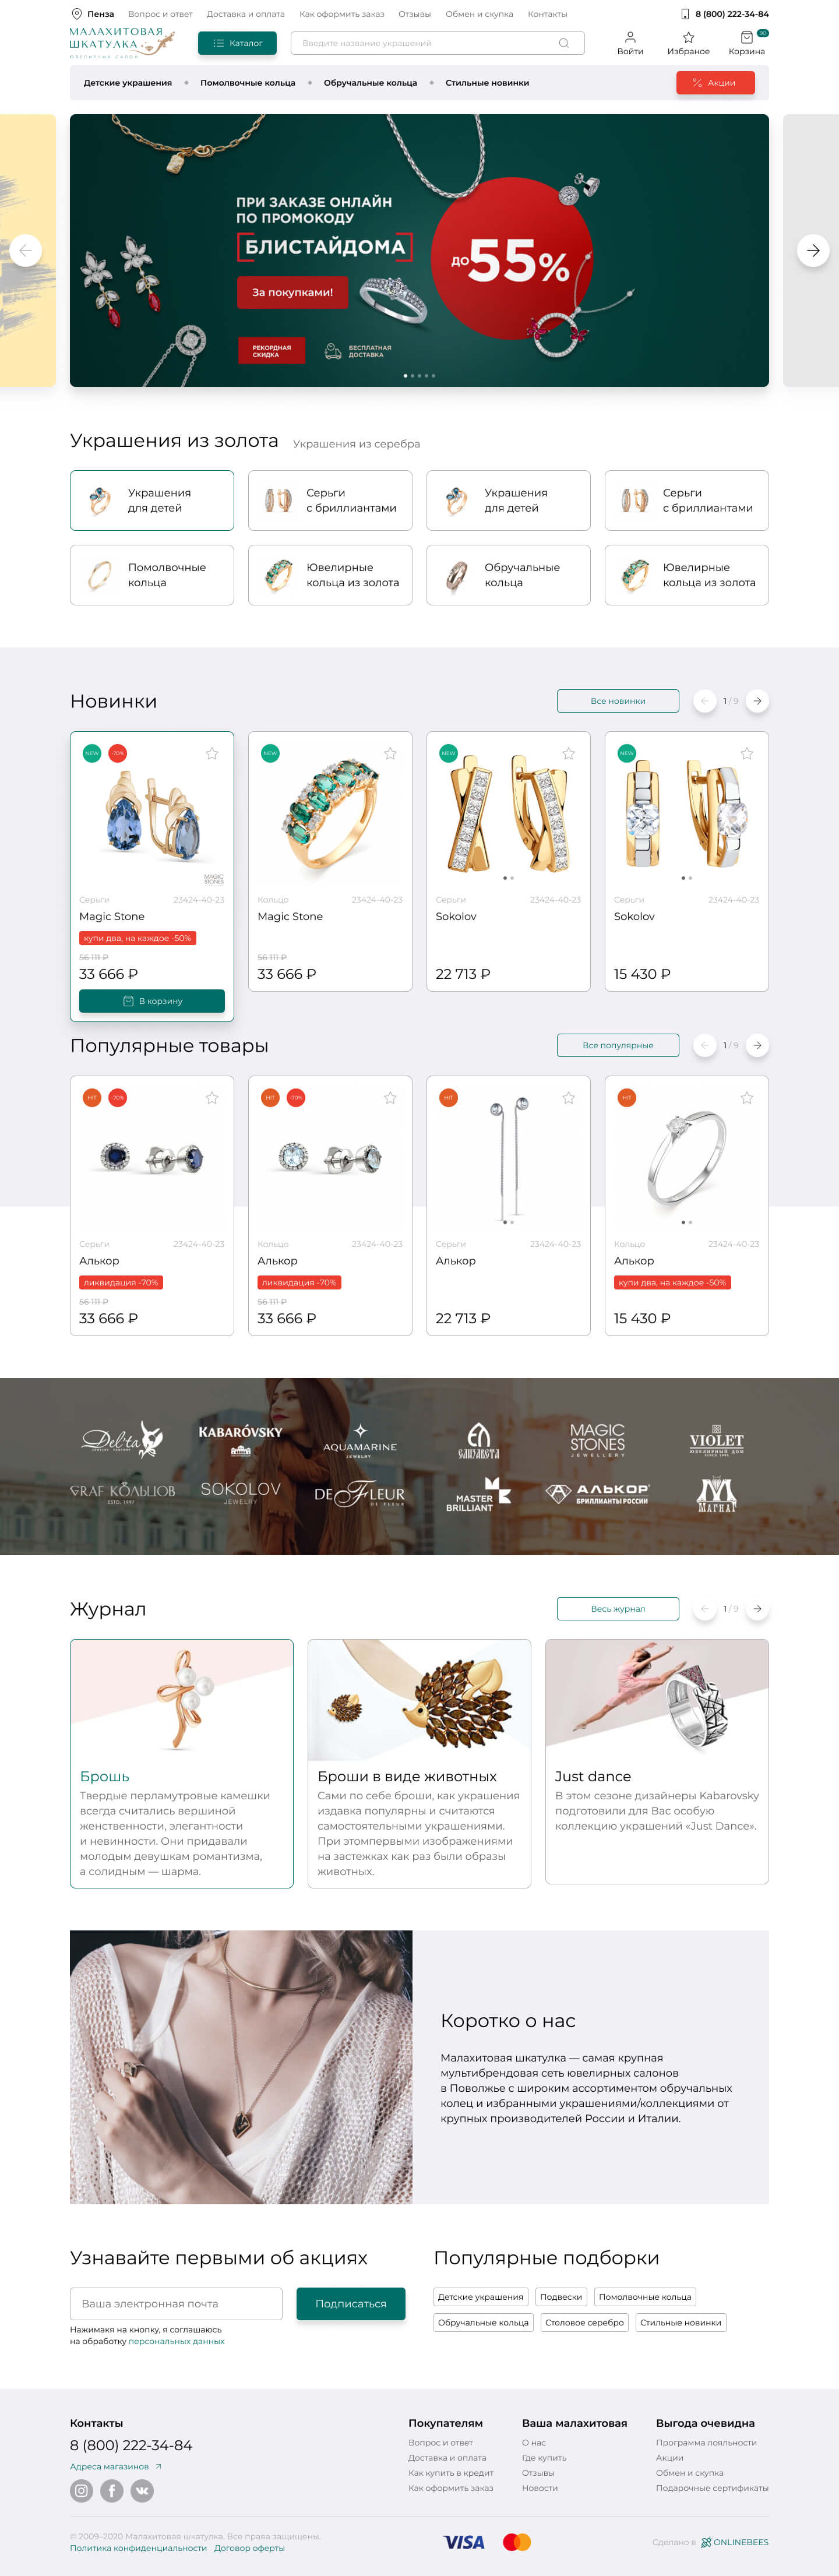 Пенза
Вопрос и ответ
Доставка и оплата
Как оформить заказ
Отзывы
Обмен и скупка
Контакты
8 (800) 222-34-84
МАЛАХИТОВАЯ
ШКАТУЛКА
ЮВЕЛИРНЫЙ САЛОН
Каталог
Введите название украшений
Войти
Избраное
90
Корзина
Детские украшения
Помолвочные кольца
Обручальные кольца
Стильные новинки
Акции
ПРИ ЗАКАЗЕ ОНЛАЙН
ПО ПРОМОКОДУ
БЛИСТАЙДОМА
За покупками!
ДО 55%
РЕКОРДНАЯ
СКИДКА
БЕСПЛАТНАЯ
ДОСТАВКА
Украшения из золота
Украшения из серебра
Украшения
для детей
Серьги
с бриллиантами
Украшения
для детей
Серьги
с бриллиантами
Помолвочные
кольца
Ювелирные
кольца из золота
Обручальные
кольца
Ювелирные
кольца из золота
Новинки
Все новинки
1 / 9
NEW
-70%
MAGIC
STONES
Серьги
23424-40-23
Magic Stone
купи два, на каждое -50%
56 111 ₽
33 666 ₽
В корзину
NEW
Кольцо
23424-40-23
Magic Stone
56 111 ₽
33 666 ₽
NEW
Серьги
23424-40-23
Sokolov
22 713 ₽
NEW
Серьги
23424-40-23
Sokolov
15 430 ₽
Популярные товары
Все популярные
1 / 9
HIT
-70%
Серьги
23424-40-23
Алькор
ликвидация -70%
56 111 ₽
33 666 ₽
HIT
-70%
Кольцо
23424-40-23
Алькор
ликвидация -70%
56 111 ₽
33 666 ₽
HIT
Серьги
23424-40-23
Алькор
22 713 ₽
HIT
Кольцо
23424-40-23
Алькор
купи два, на каждое -50%
15 430 ₽
Delta
KABARÓVSKY
AQUAMARINE
JEWELRY
ЕЛИЗАВЕТА
MAGIC
STONES
JEWELLERY
VIOLET
ЮВЕЛИРНЫЙ ДОМ
GRAF КОЛЬЦОВ
ESTD. 1997
SOKOLOV
JEWELRY
DE FLEUR
DE FLEUR
MASTER
BRILLIANT
АЛЬКОР
БРИЛЛИАНТЫ РОССИИ
МАГНАТ
Журнал
Весь журнал
1 / 9
Брошь
Твердые перламутровые камешки
всегда считались вершиной
женственности, элегантности
и невинности. Они придавали
молодым девушкам романтизма,
а солидным — шарма.
Броши в виде животных
Сами по себе броши, как украшения
издавка популярны и считаются
самостоятельными украшениями.
При этомпервыми изображениями
на застежках как раз были образы
животных.
Just dance
В этом сезоне дизайнеры Kabarovsky
подготовили для Вас особую
коллекцию украшений «Just Dance».
Коротко о нас
Малахитовая шкатулка — самая крупная
мультибрендовая сеть ювелирных салонов
в Поволжье с широким ассортиментом обручальных
колец и избранными украшениями/коллекциями от
крупных производителей России и Италии.
Узнавайте первыми об акциях
Ваша электронная почта
Подписаться
Нажимакя на кнопку, я соглашаюсь
на обработку персональных данных
Популярные подборки
Детские украшения
Подвески
Помолвочные кольца
Обручальные кольца
Столовое серебро
Стильные новинки
Контакты
8 (800) 222-34-84
Адреса магазинов
Покупателям
Вопрос и ответ
Доставка и оплата
Как купить в кредит
Как оформить заказ
Ваша малахитовая
О нас
Где купить
Отзывы
Новости
Выгода очевидна
Программа лояльности
Акции
Обмен и скупка
Подарочные сертификаты
© 2009-2020 Малахитовая шкатулка. Все права защищены.
Политика конфиденциальности
Договор оферты
VISA
Сделано в
ONLINEBEES